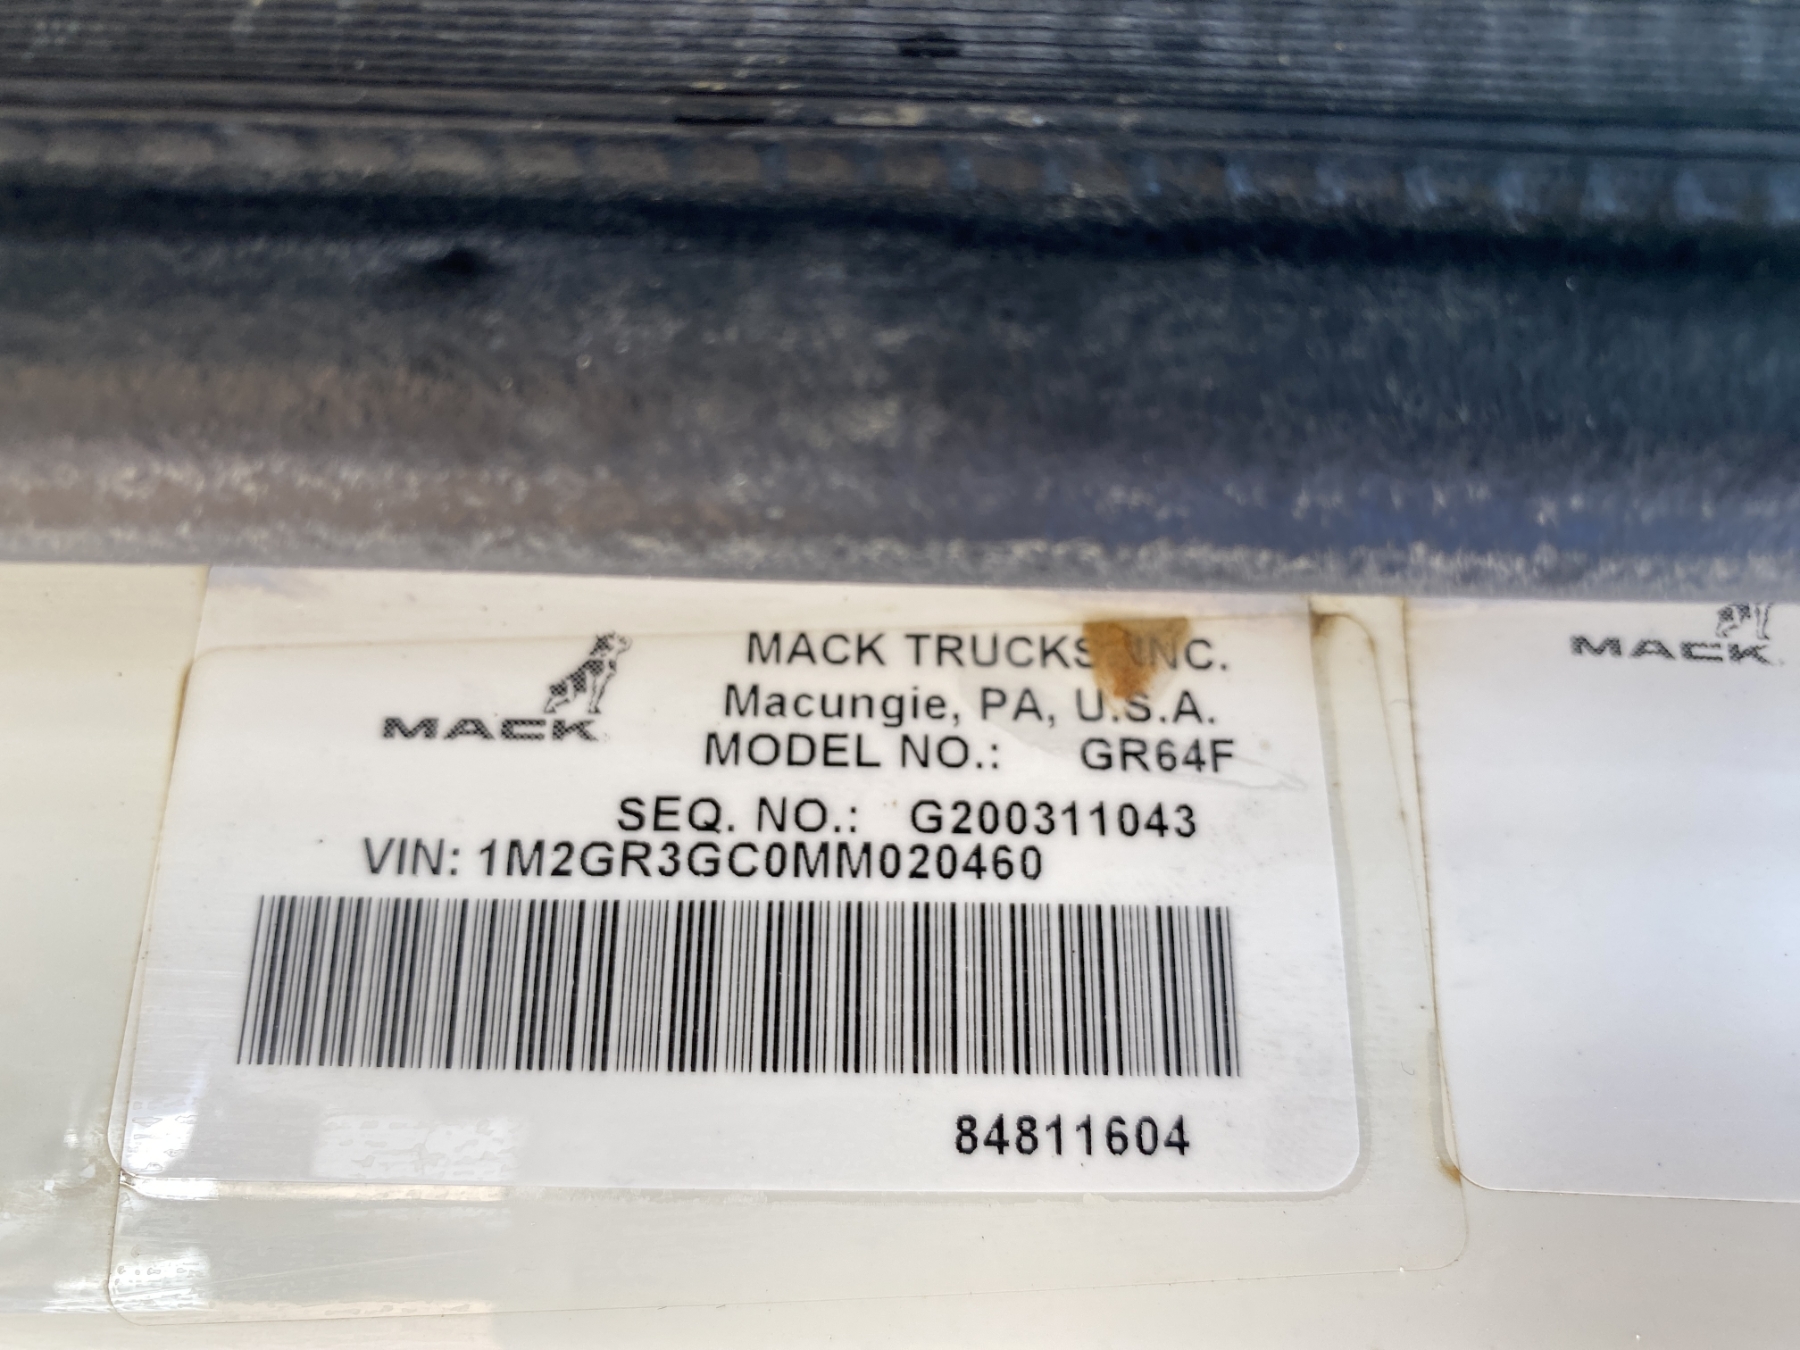 MACK TRUCKS INC.
MACK
Macungie, PA, U.S.A.
MODEL NO.: GR64F
SEQ. NO.: G200311043
VIN: 1M2GR3GC0MM020460
84811604
MACK